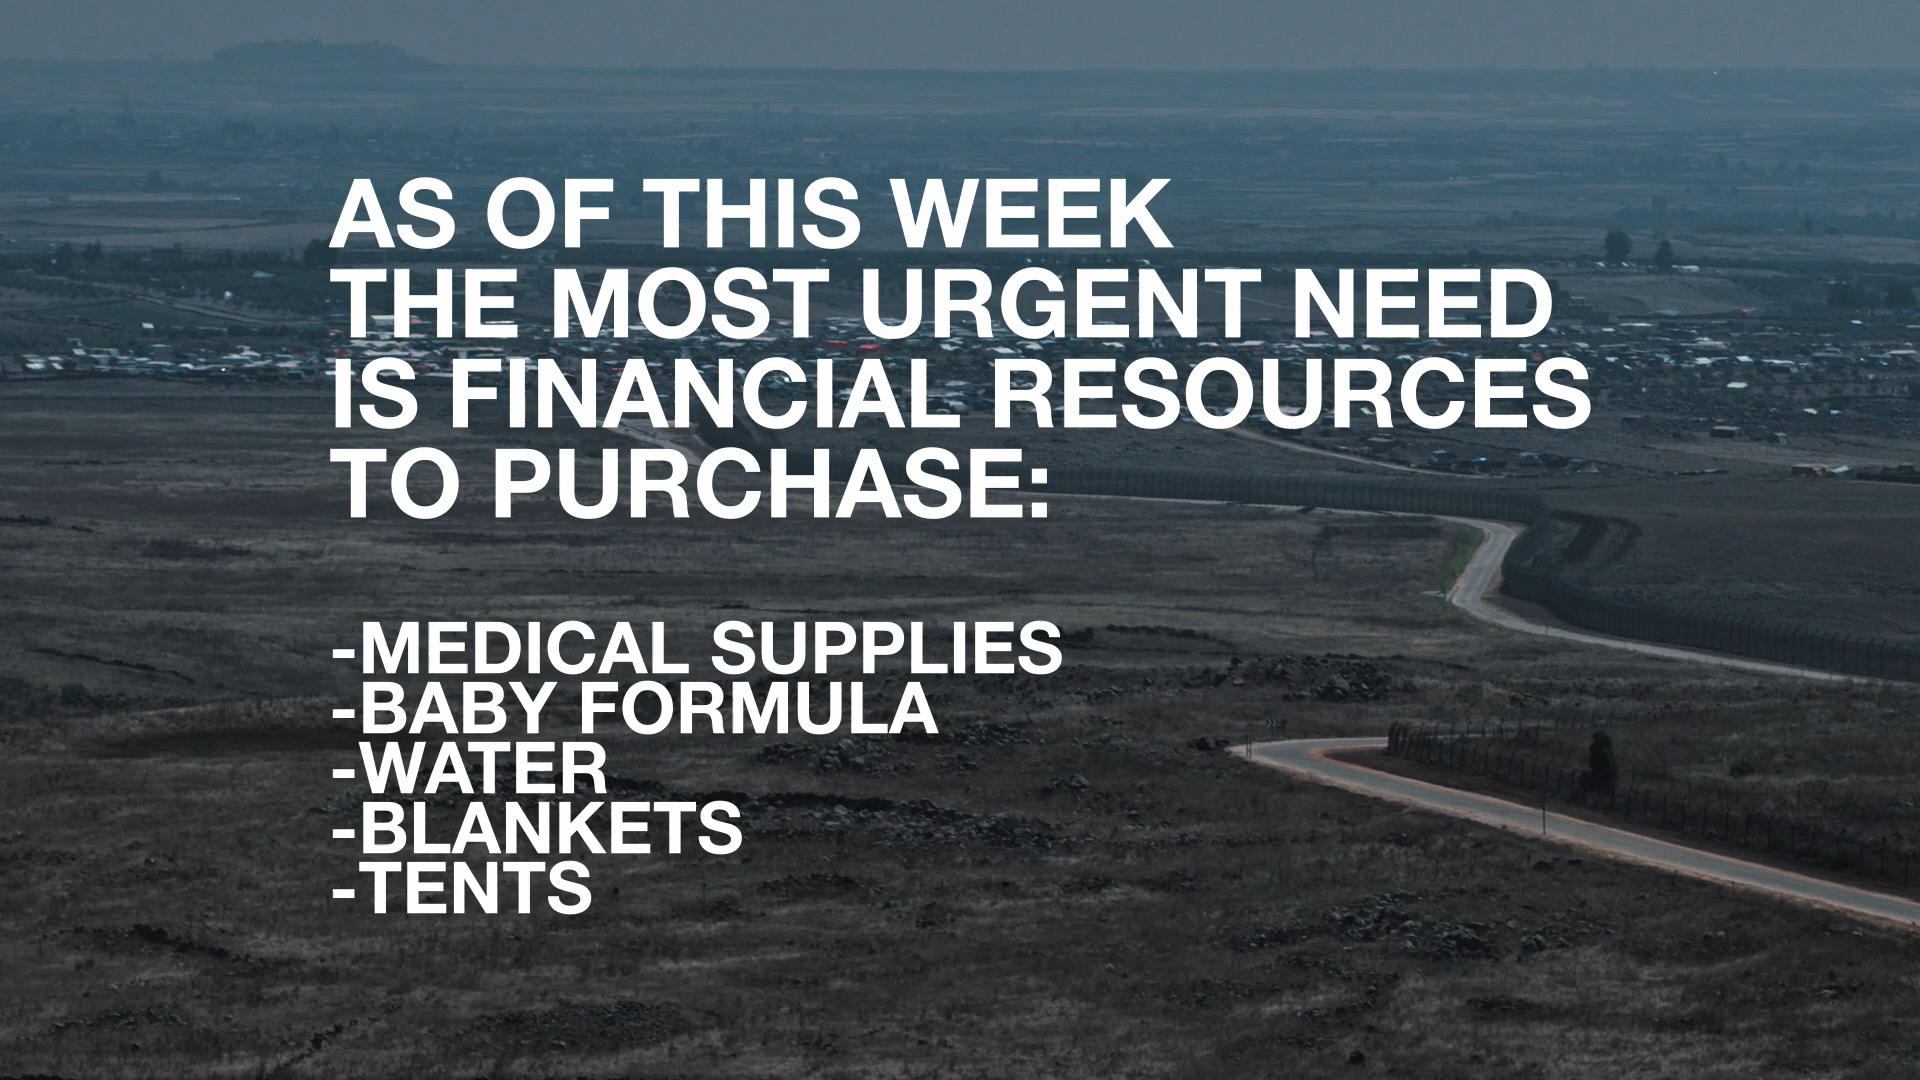 AS OF THIS WEEK
THE MOST URGENT NEED
IS FINANCIAL RESOURCES
TO PURCHASE:
-MEDICAL SUPPLIES
-BABY FORMULA
-WATER
-BLANKETS
-TENTS